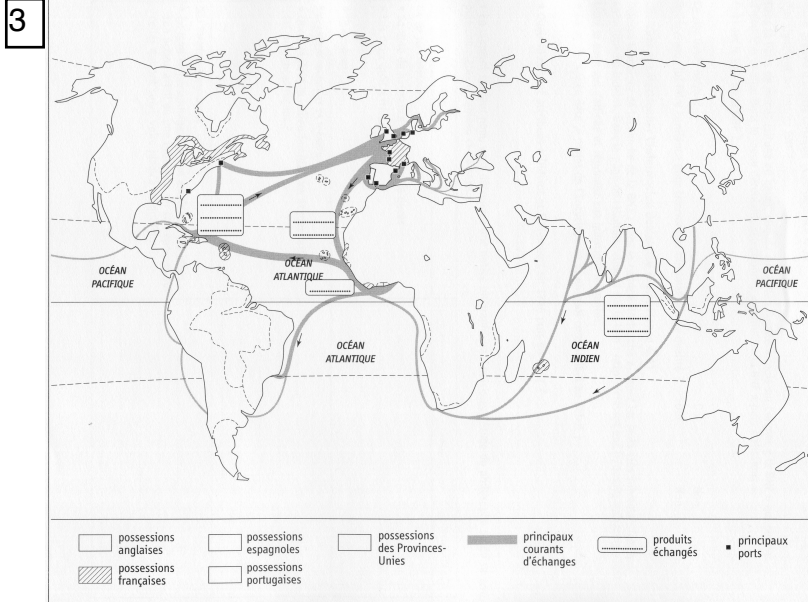 3
OCÉAN
PACIFIQUE
OCÉAN
ATLANTIQUE
OCÉAN
ATLANTIQUE
OCÉAN
INDIEN
OCÉAN
PACIFIQUE
possessions
anglaises
possessions
françaises
possessions
espagnoles
possessions
portugaises
possessions
des Provinces-
Unies
principaux
courants
d'échanges
produits
échangés
principaux
ports